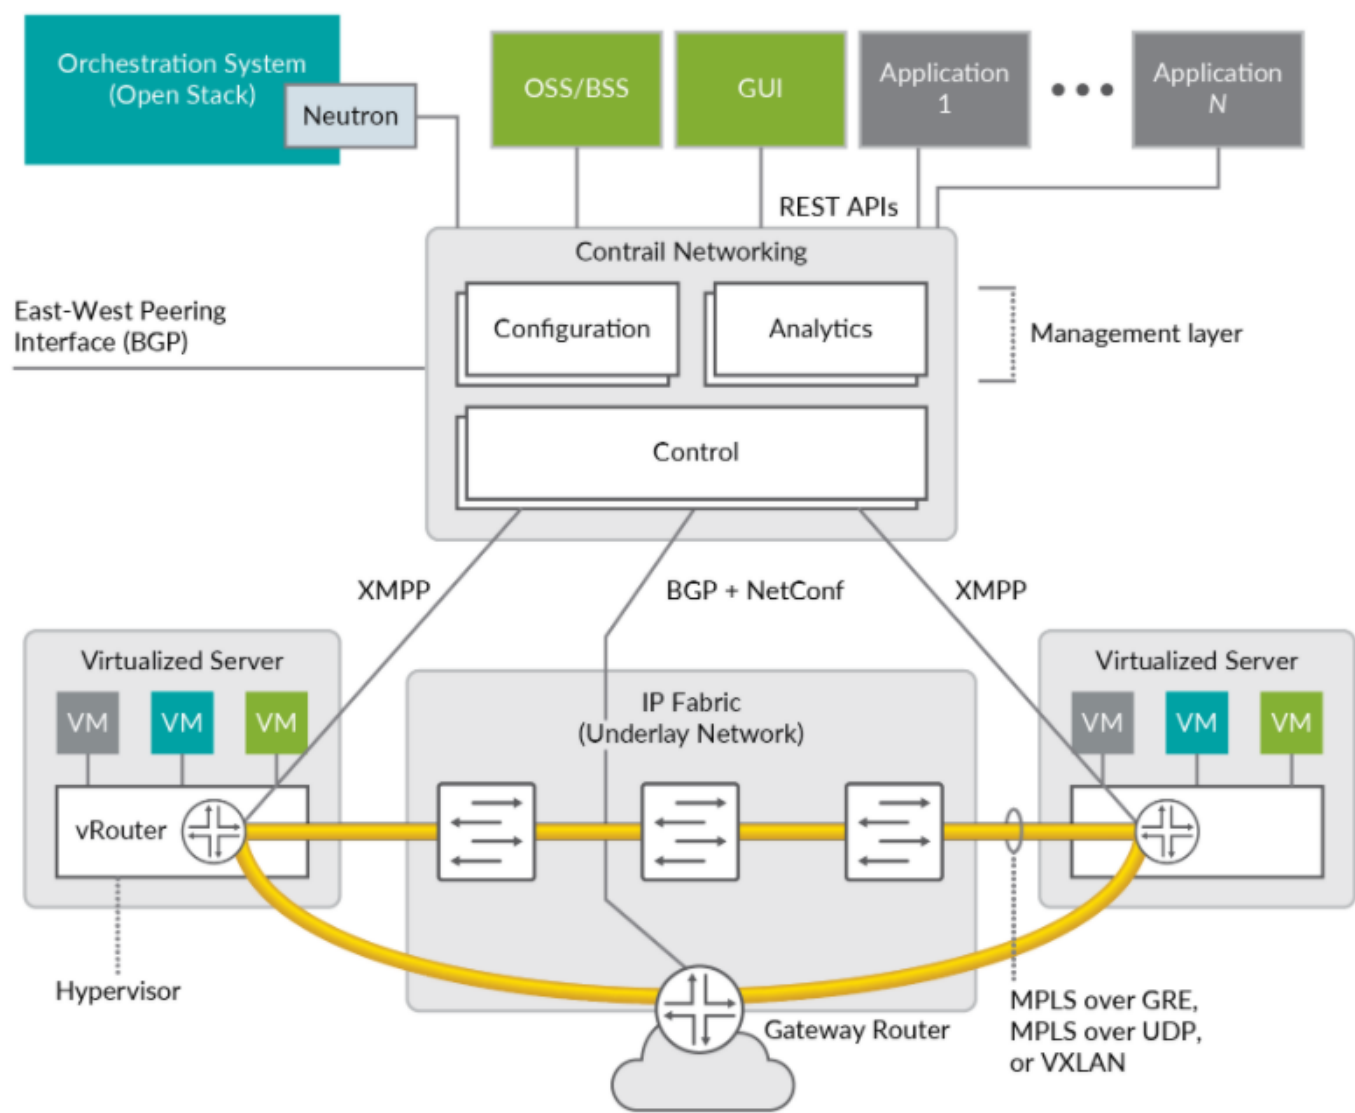 Orchestration System
(Open Stack)
Neutron
OSS/BSS
GUI
Application
1
Application
N
REST APIs
Contrail Networking
Configuration
Analytics
Management layer
East-West Peering
Interface (BGP)
Control
XMPP
BGP + NetConf
XMPP
Virtualized Server
VM
VM
VM
vRouter
Hypervisor
IP Fabric
(Underlay Network)
Virtualized Server
VM
VM
VM
Gateway Router
MPLS over GRE,
MPLS over UDP,
or VXLAN